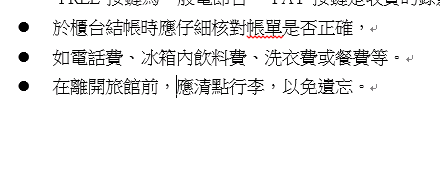 ● 於櫃台結帳時應仔細核對帳單是否正確，
● 如電話費、冰箱內飲料費、洗衣費或餐費等。
● 在離開旅館前，應清點行李，以免遺忘。